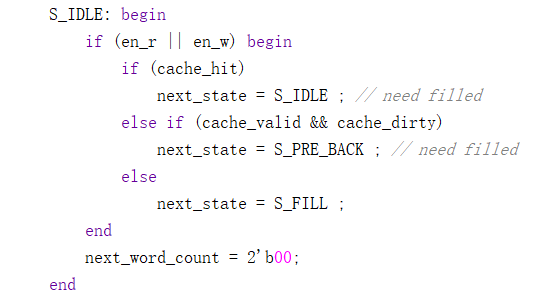 S_IDLE: begin
if (en_r || en_w) begin
if (cache_hit)
next_state = S_IDLE ; // need filled
else if (cache_valid && cache_dirty)
next_state = S_PRE_BACK ; // need filled
else
next_state = S_FILL ;
end
next_word_count = 2'b00;
end